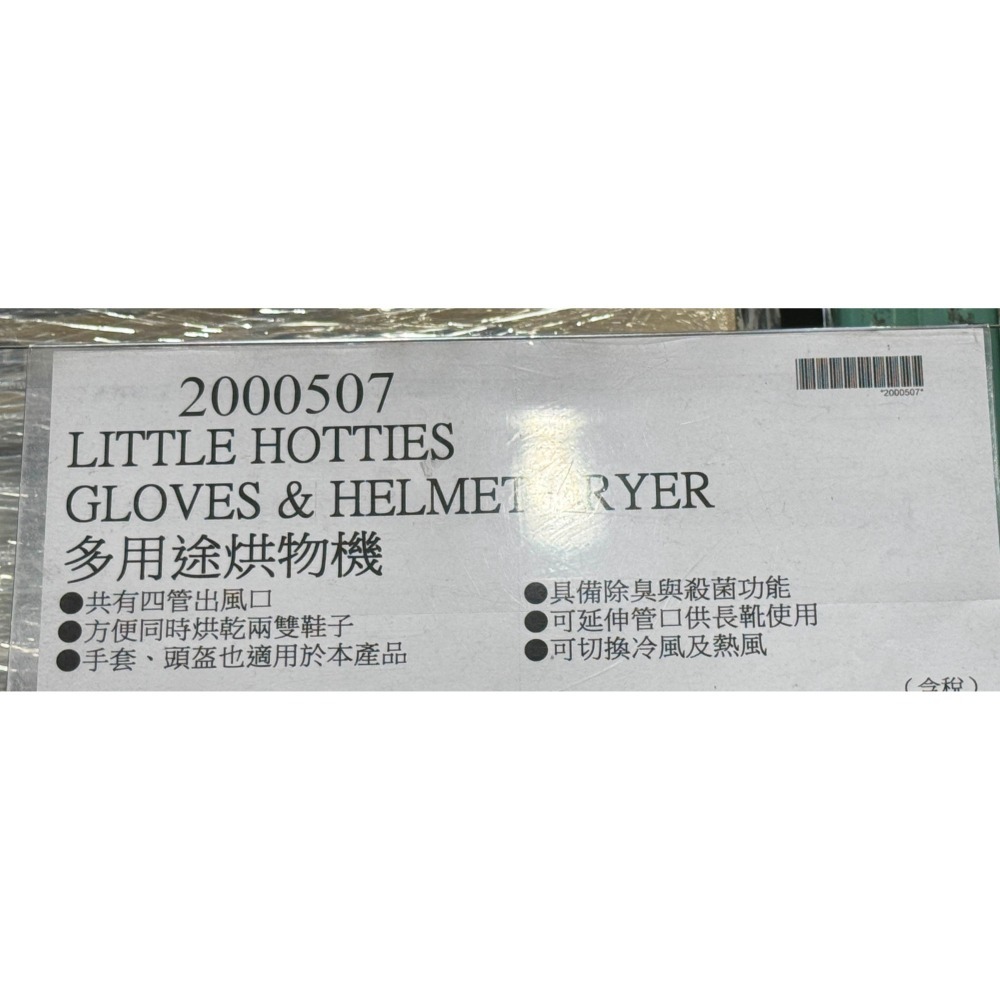 2000507
*2000507*
LITTLE HOTTIES
GLOVES & HELMET DRYER
多用途烘物機
●共有四管出風口
●方便同時烘乾兩雙鞋子
●手套、頭盔也適用於本產品
●具備除臭與殺菌功能
●可延伸管口供長靴使用
●可切換冷風及熱風
(含稅)